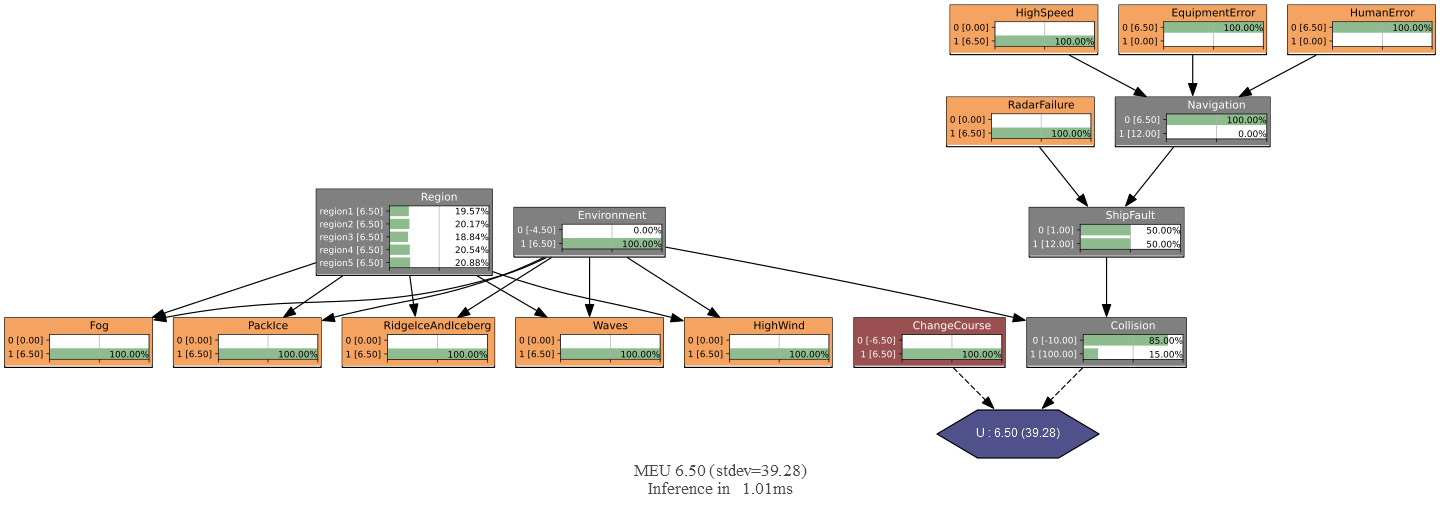 HighSpeed
0 [0.00]
1 [6.50] 100.00%
EquipmentError
0 [6.50] 100.00%
1 [0.00]
HumanError
0 [6.50] 100.00%
1 [0.00]
RadarFailure
0 [0.00]
1 [6.50] 100.00%
Navigation
0 [6.50] 100.00%
1 [12.00] 0.00%
Region
region1 [6.50] 19.57%
region2 [6.50] 20.17%
region3 [6.50] 18.84%
region4 [6.50] 20.54%
region5 [6.50] 20.88%
Environment
0 [-4.50] 0.00%
1 [6.50] 100.00%
ShipFault
0 [1.00] 50.00%
1 [12.00] 50.00%
Fog
0 [0.00]
1 [6.50] 100.00%
PackIce
0 [0.00]
1 [6.50] 100.00%
RidgeIceAndIceberg
0 [0.00]
1 [6.50] 100.00%
Waves
0 [0.00]
1 [6.50] 100.00%
HighWind
0 [0.00]
1 [6.50] 100.00%
ChangeCourse
0 [-6.50]
1 [6.50] 100.00%
Collision
0 [-10.00] 85.00%
1 [100.00] 15.00%
U : 6.50 (39.28)
MEU 6.50 (stdev=39.28)
Inference in 1.01ms